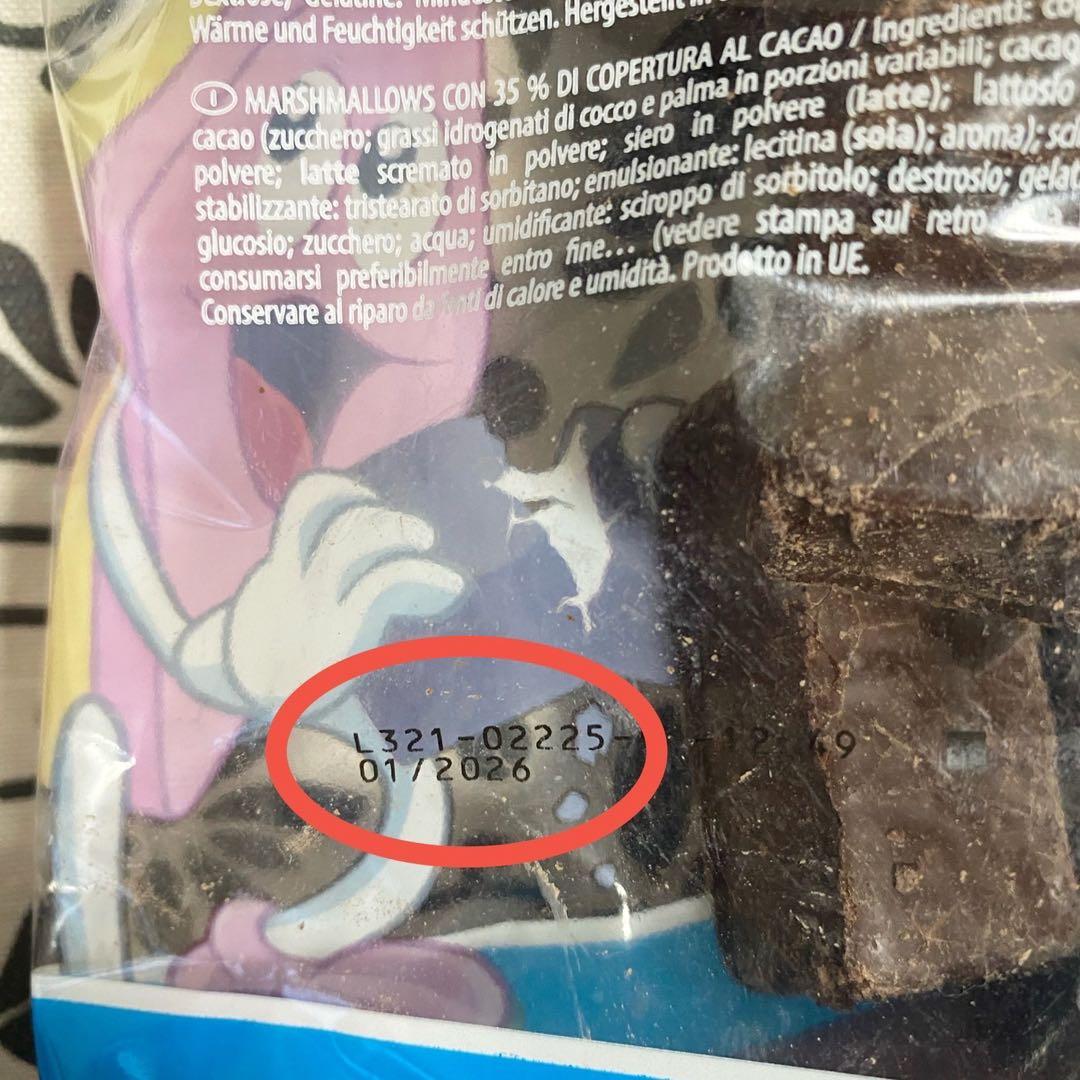 Wärme und Feuchtigkeit schützen. Hergestellt in
I MARSHMALLOWS CON 35 % DI COPERTURA AL CACAO / Ingredienti:
cacao (zucchero; grassi idrogenati di cocco e palma in porzioni variabili; cacao
polvere; latte scremato in polvere; siero in polvere (latte); lattosio
stabilizzante: tristearato di sorbitano; emulsionante: lecitina (soia); aroma);
glucosio; zucchero; acqua; umidificante: sciroppo di sorbitolo; destrosio;
consumarsi preferibilmente entro fine... (vedere stampa sul retro
Conservare al riparo da fonti di calore e umidità. Prodotto in UE.
L321-02225-
01/2026